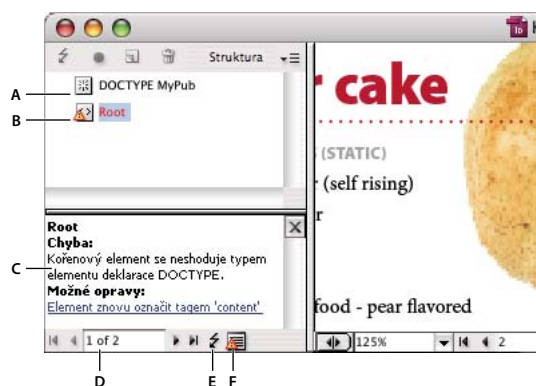 Struktura
A
DOCTYPE MyPub
B
Root
Root
Chyba:
C
Kořenový element se neshoduje typem
elementu deklarace DOCTYPE.
Možné opravy:
Element znovu označit tagem 'content'
1 of 2
D
E
F
r cake
(STATIC)
(self rising)
r
food - pear flavored
125%
2